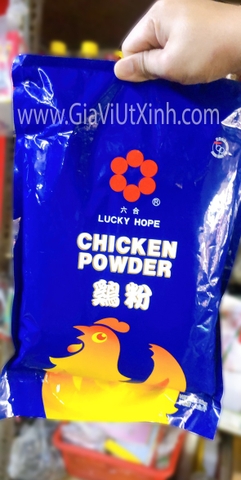 www.GiaViUtXinh.com
®
六合
LUCKY HOPE
CHICKEN
POWDER
鷄粉